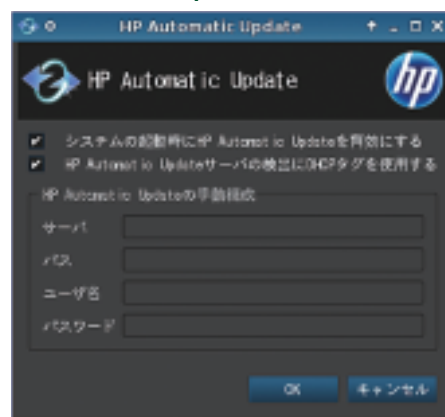 HP Automatic Update
HP Automatic Update
hp
システムの起動時にHP Automatic Updateを有効にする
HP Automatic Updateサーバの検出にDHCPタグを使用する
HP Automatic Updateの手動構成
サーバ
パス
ユーザ名
パスワード
OK
キャンセル